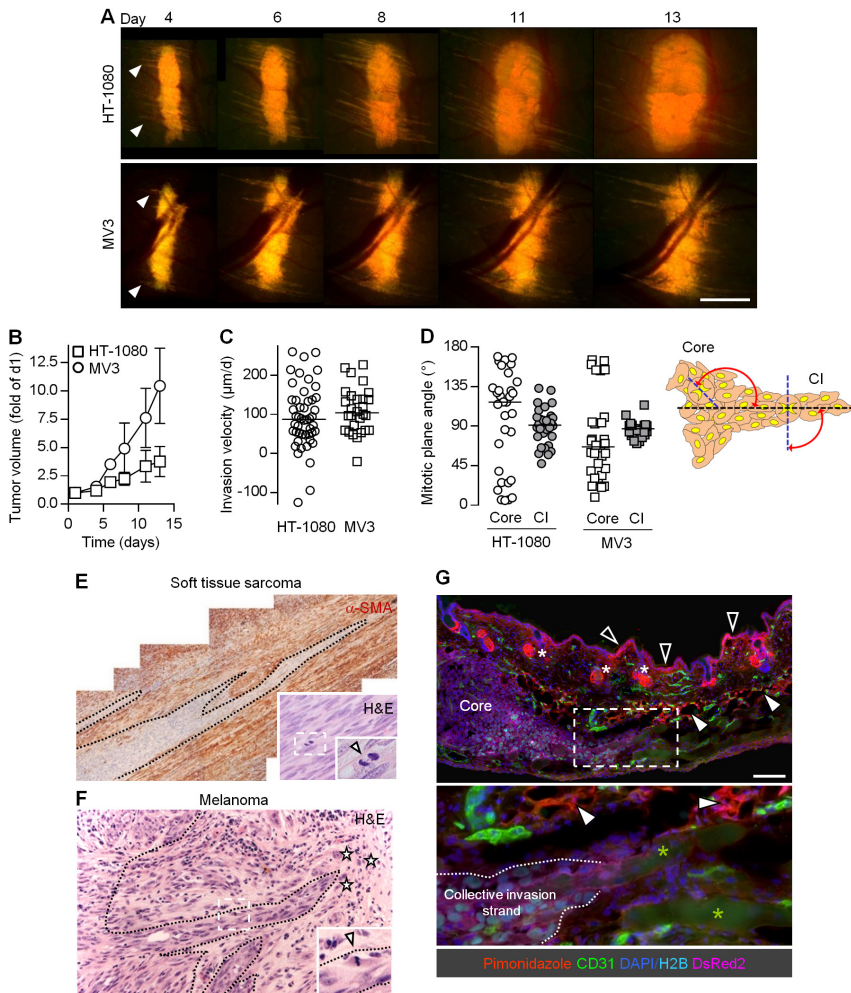 A Day 4 6 8 11 13
HT-1080
MV3
B
HT-1080
MV3
Tumor volume (fold of d1)
12.5
10.0
7.5
5.0
2.5
0.0
0 5 10 15
Time (days)
C
Invasion velocity (µm/d)
200
100
0
-100
HT-1080 MV3
D
Mitotic plane angle (°)
180
135
90
45
0
Core CI Core CI
HT-1080 MV3
Core
CI
E
Soft tissue sarcoma
α-SMA
H&E
F
Melanoma
H&E
G
Core
*
*
*
*
*
Collective invasion
strand
Pimonidazole CD31 DAPI/H2B DsRed2